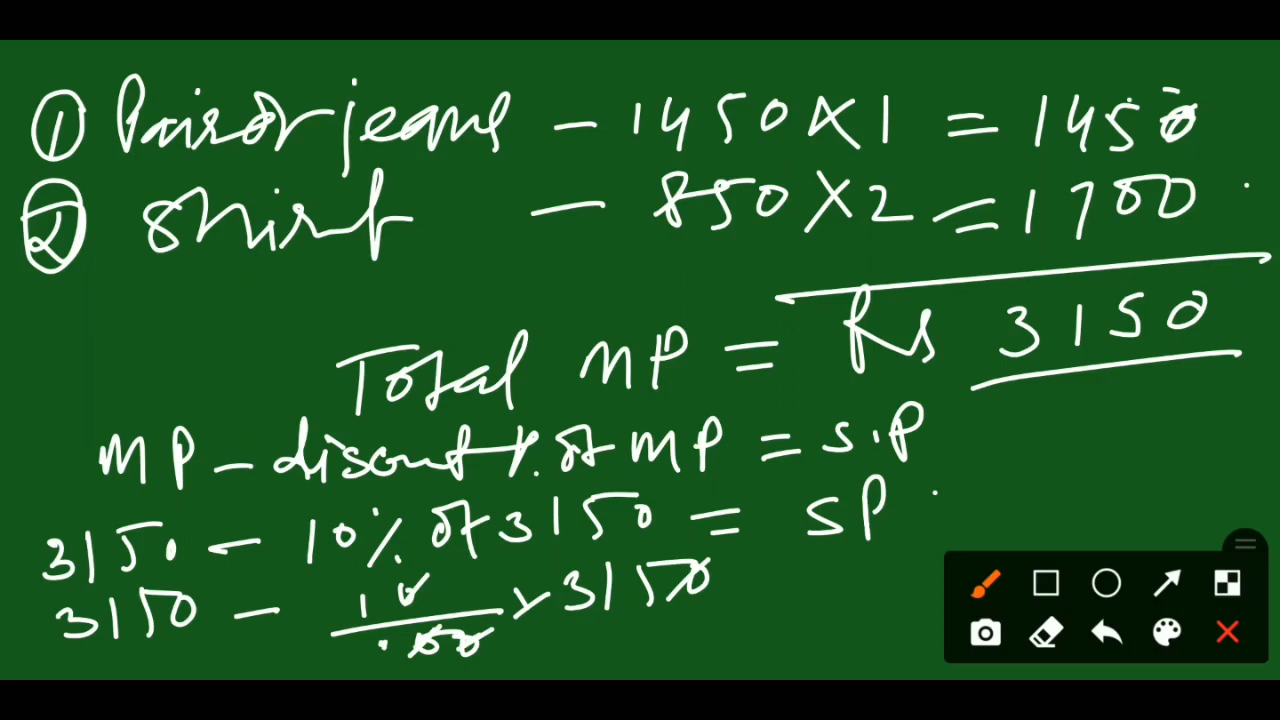 ① Pair of jeans - 1450 X 1 = 1450
② Shirt - 850 X 2 = 1700
Total MP = Rs 3150
MP - discout % of MP = S.P
3150 - 10% of 3150 = SP
3150 - 10/100 x 3150